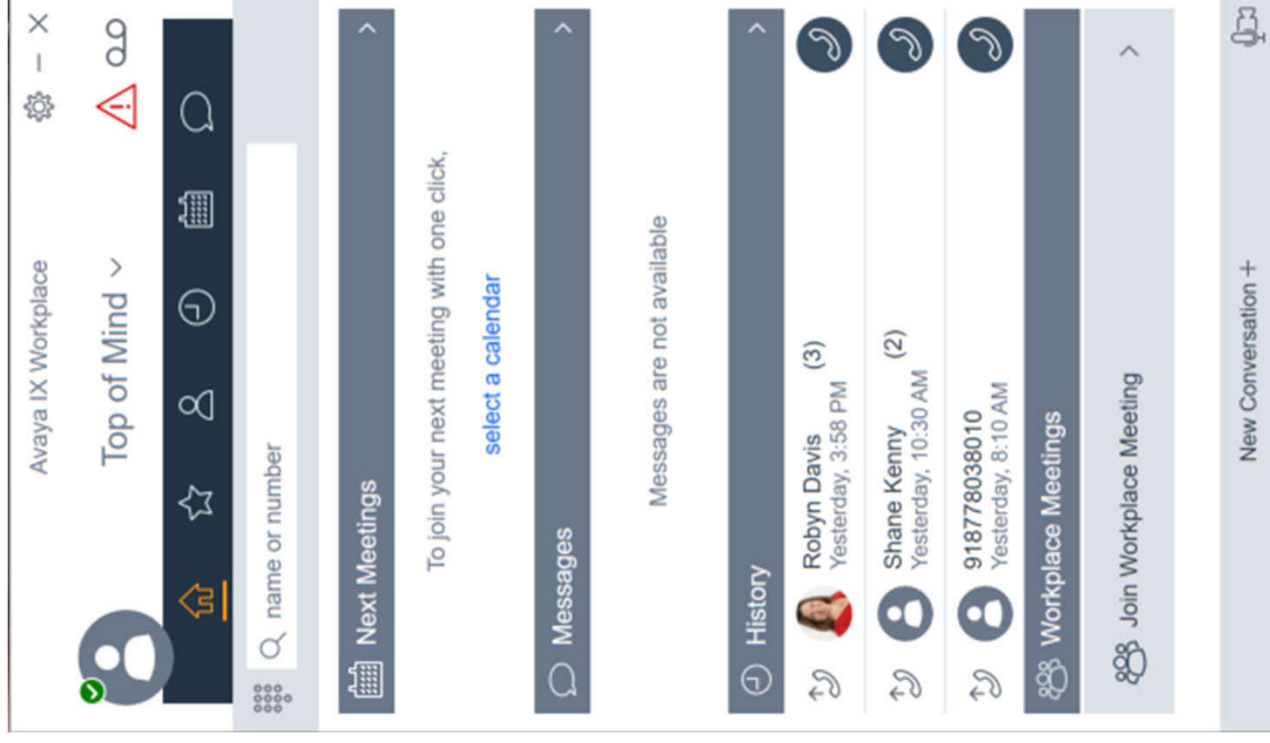 Avaya IX Workplace
Top of Mind
name or number
Next Meetings
To join your next meeting with one click,
select a calendar
Messages
Messages are not available
History
Robyn Davis (3)
Yesterday, 3:58 PM
Shane Kenny (2)
Yesterday, 10:30 AM
918778038010
Yesterday, 8:10 AM
Workplace Meetings
Join Workplace Meeting
New Conversation +